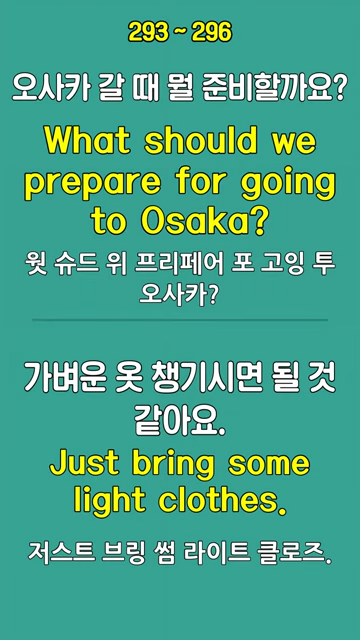 293 ~ 296
오사카 갈 때 뭘 준비할까요?
What should we
prepare for going
to Osaka?
웟 슈드 위 프리페어 포 고잉 투
오사카?
가벼운 옷 챙기시면 될 것
같아요.
Just bring some
light clothes.
저스트 브링 썸 라이트 클로즈.